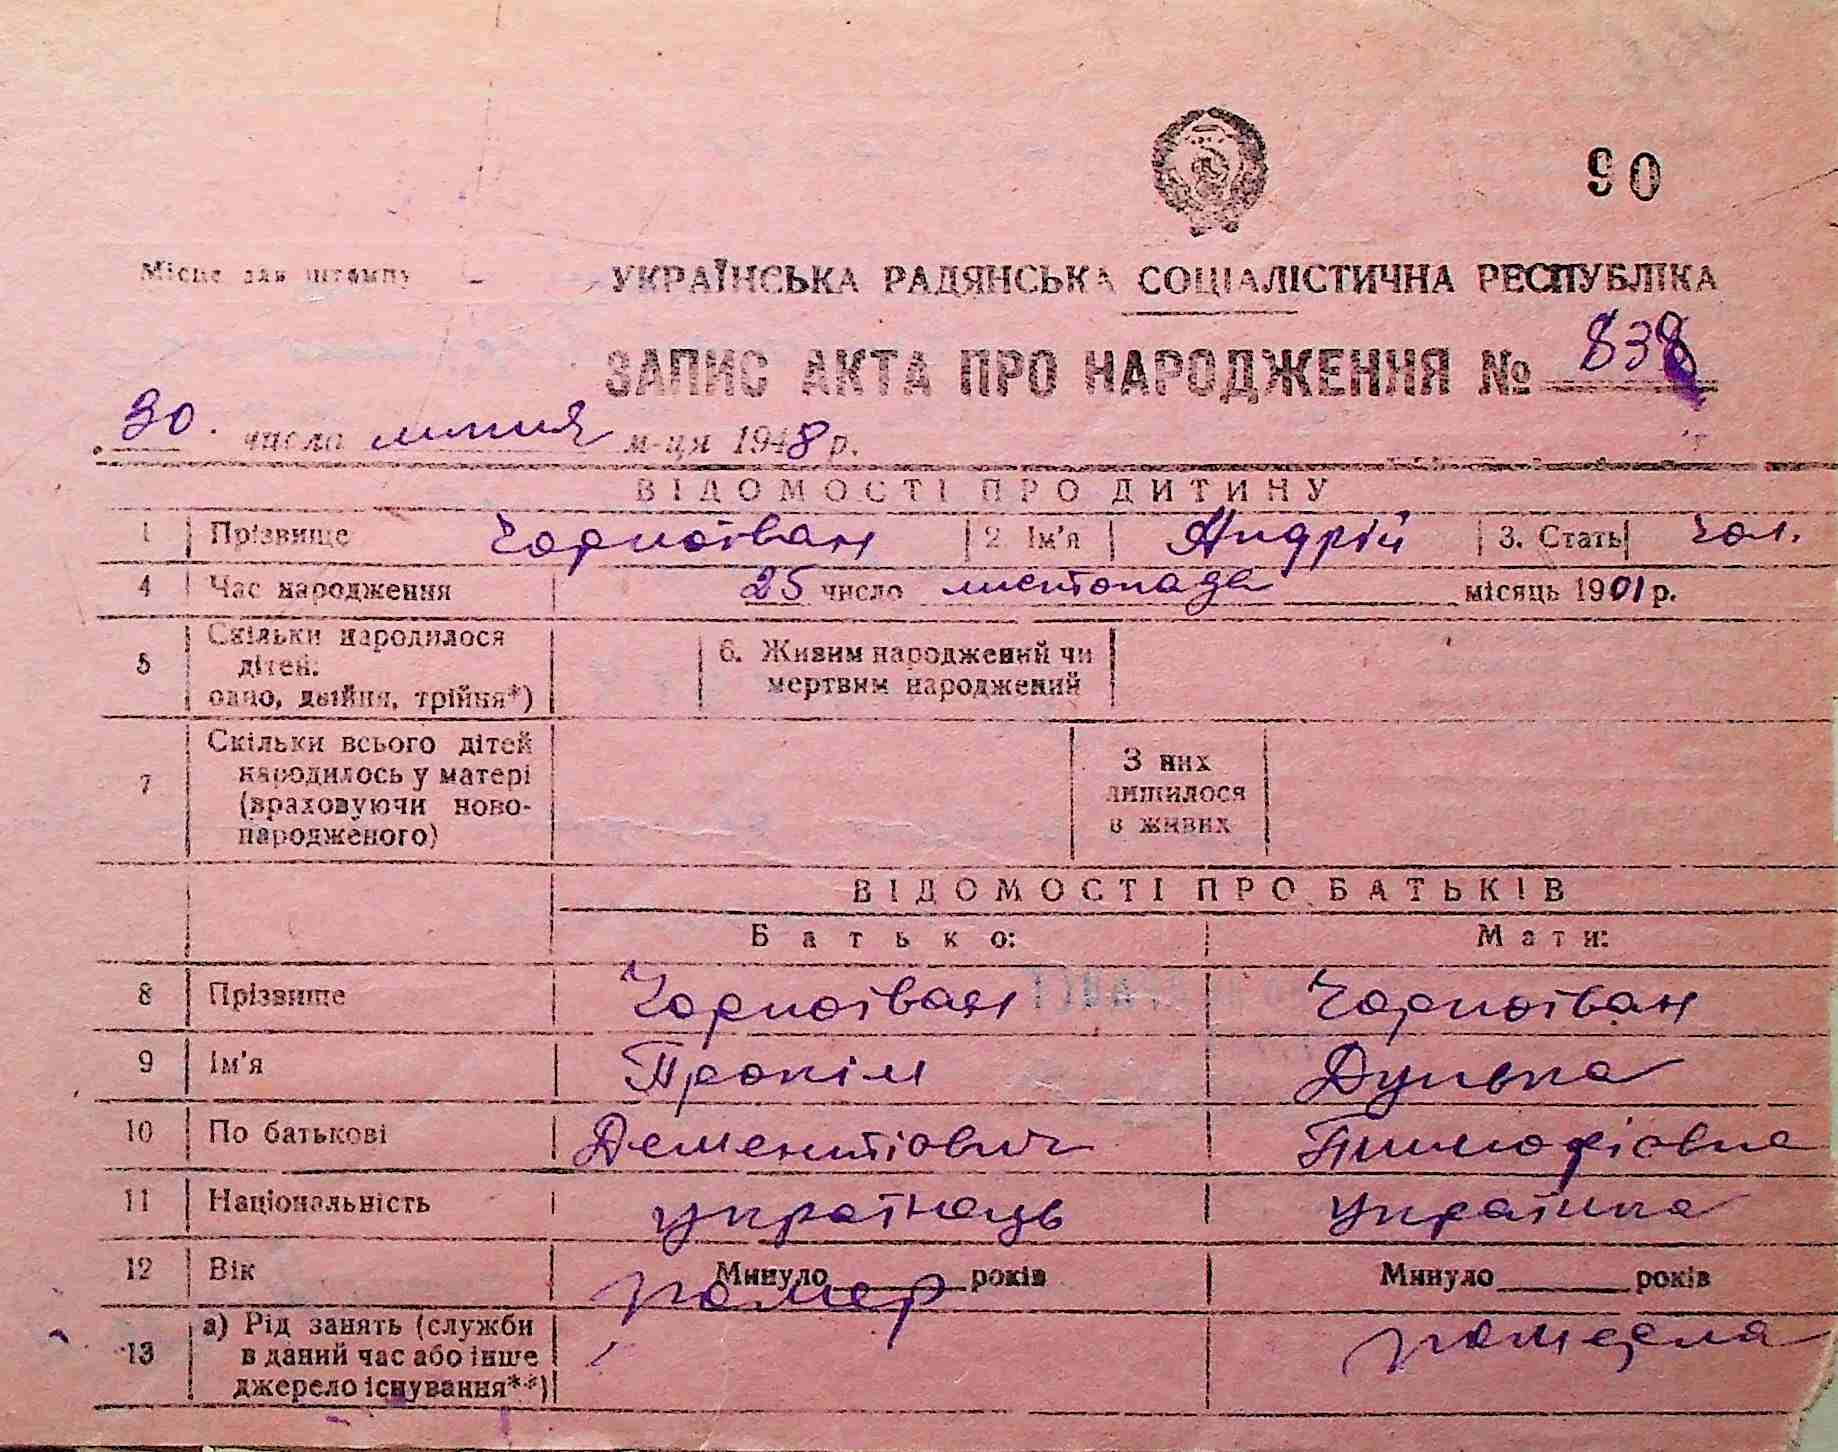 90
Місце для штампу
УКРАЇНСЬКА РАДЯНСЬКА СОЦІАЛІСТИЧНА РЕСПУБЛІКА
ЗАПИС АКТА ПРО НАРОДЖЕННЯ № 838
30. числа липня м-ця 1948 р.
ВІДОМОСТІ ПРО ДИТИНУ
1 Прізвище Чорноіван 2. Ім'я Андрій 3. Стать чол.
4 Час народження 25 число листопада місяць 1901 р.
5 Скільки народилося дітей: одно, двійня, трійня*) 6. Живим народжений чи мертвим народжений
7 Скільки всього дітей народилось у матері (враховуючи новонародженого) З них лишилося в живих
ВІДОМОСТІ ПРО БАТЬКІВ
Батько: Мати:
8 Прізвище Чорноіван Чорноіван
9 Ім'я Прокіп Дунька
10 По батькові Дементіович Тимофіовна
11 Національність українець українка
12 Вік Минуло років Минуло років
помер
13 а) Рід занять (служби в даний час або інше джерело існування**) померла